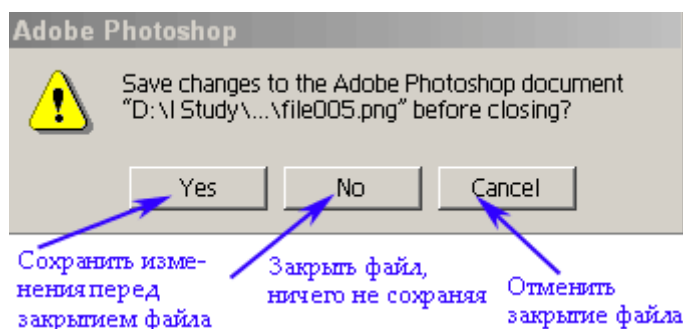 Adobe Photoshop
Save changes to the Adobe Photoshop document
"D:\I Study\...\file005.png" before closing?
Yes No Cancel
Сохранить изме-
нения перед
закрытием файла
Закрыть файл,
ничего не сохраняя
Отменить
закрытие файла